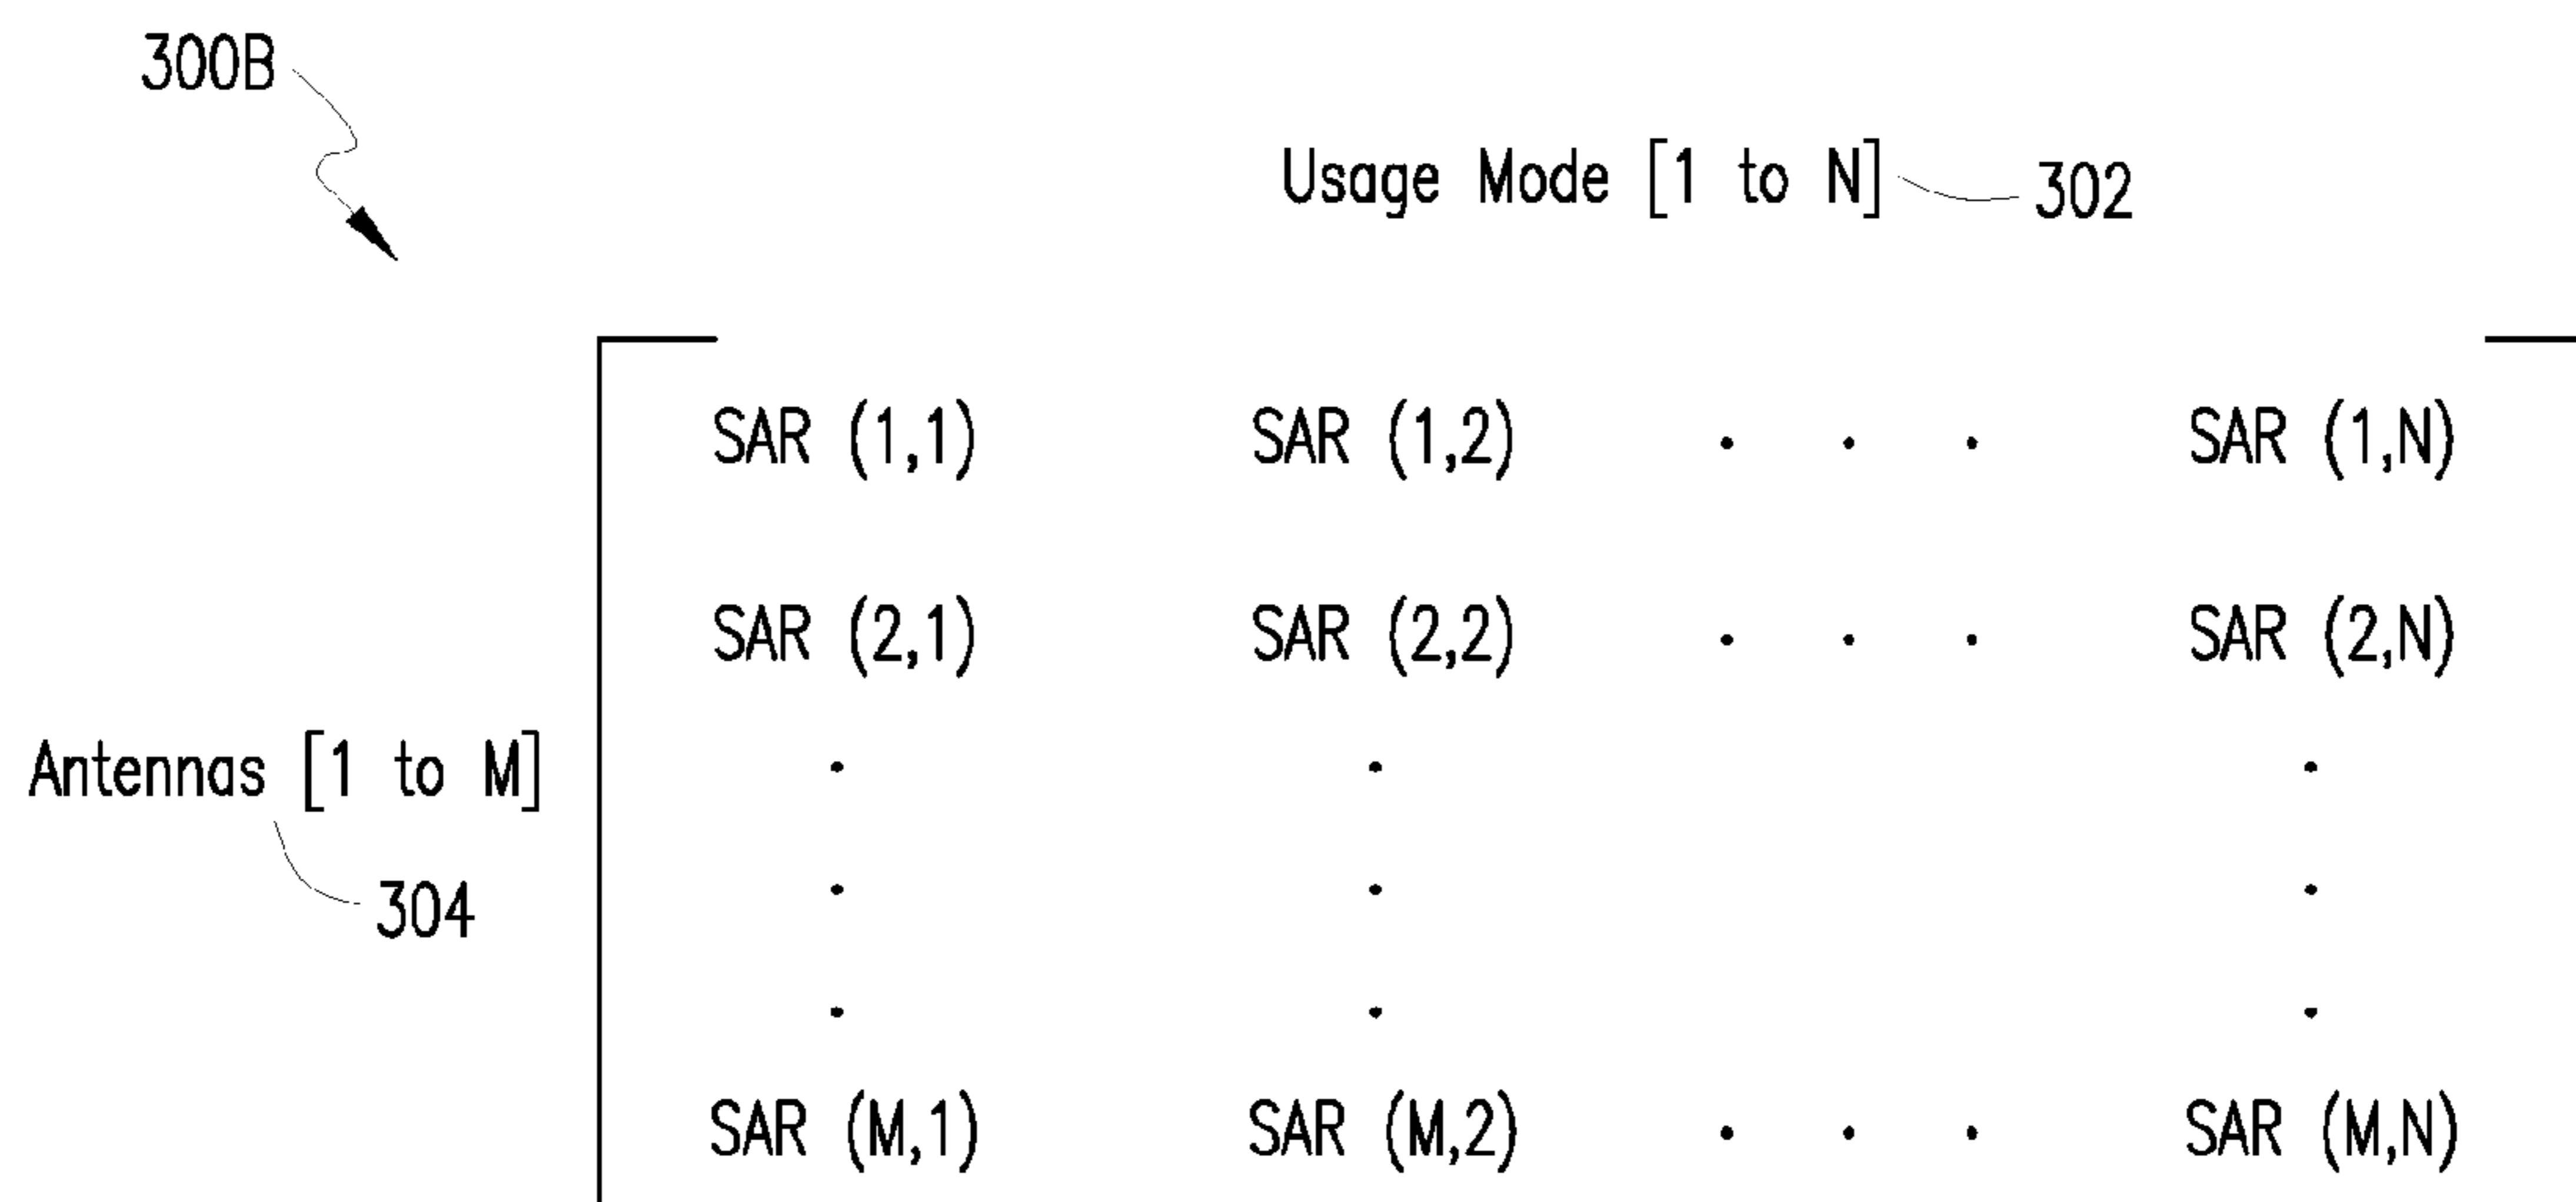 300B
Usage Mode [1 to N] 302
SAR (1,1) SAR (1,2) . . . SAR (1,N)
SAR (2,1) SAR (2,2) . . . SAR (2,N)
Antennas [1 to M] . . .
. . .
304
. . .
SAR (M,1) SAR (M,2) . . . SAR (M,N)